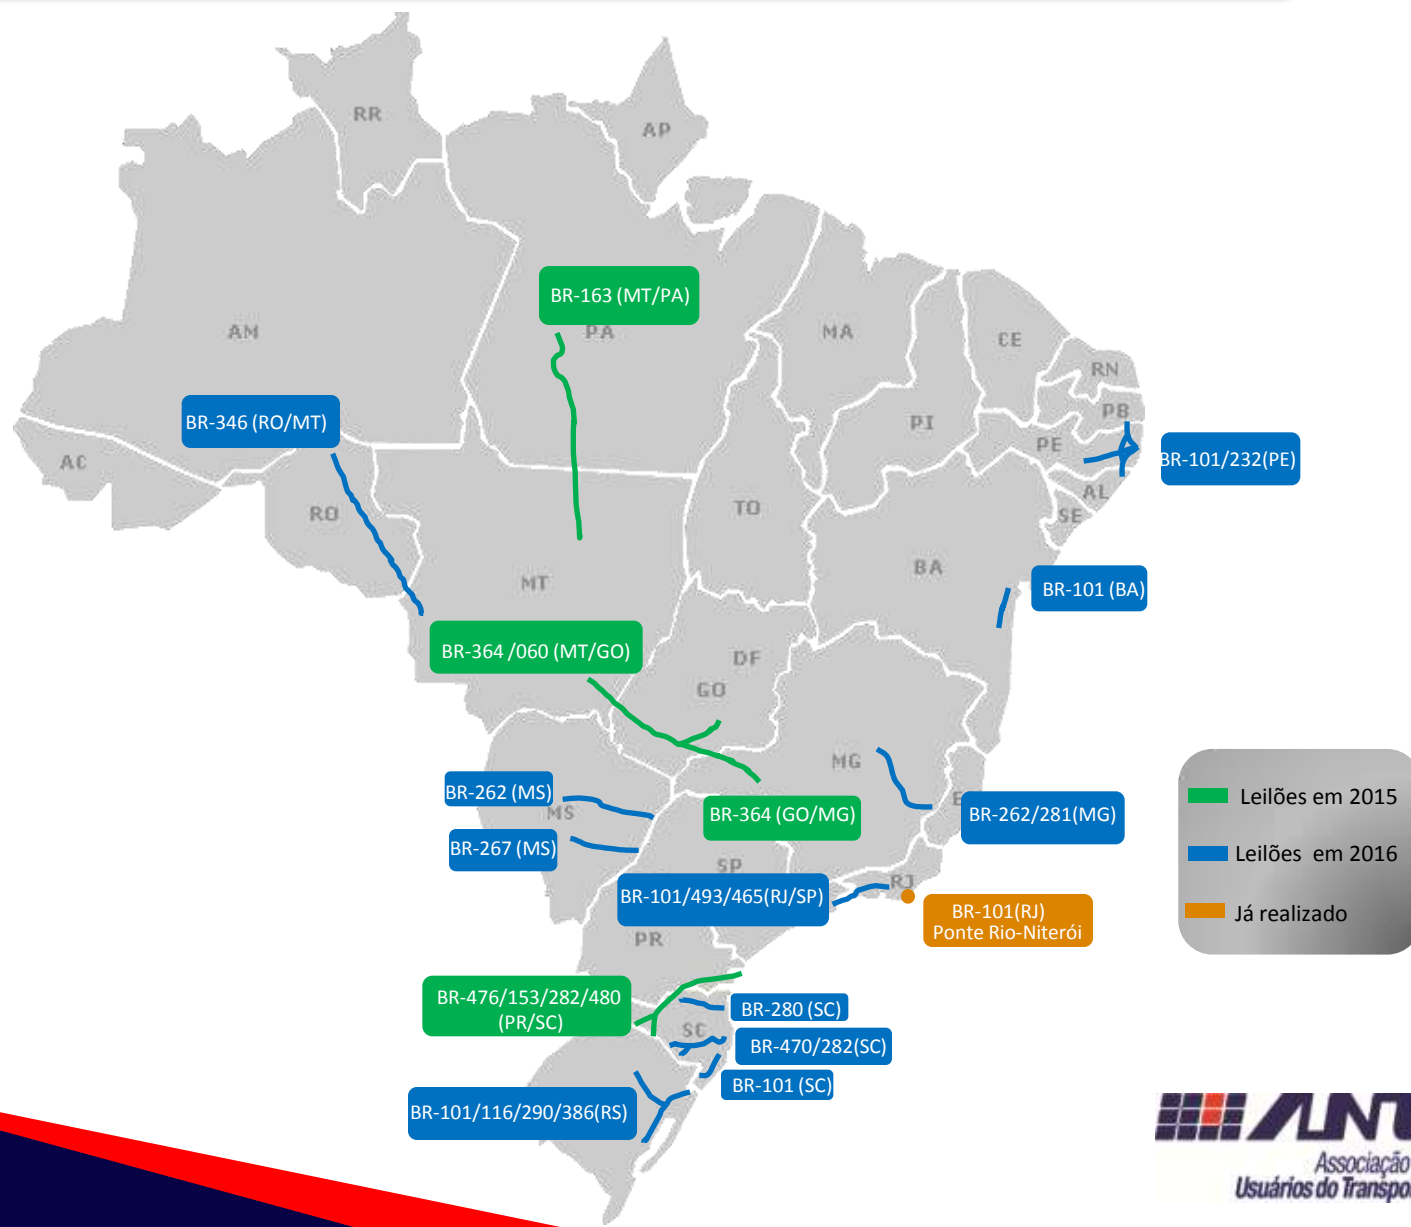 RR
AP
BR-163 (MT/PA)
AM
PA
MA
CE
RN
PB
PI
PE
BR-346 (RO/MT)
BR-101/232(PE)
AC
AL
SE
RO
TO
BA
MT
BR-101 (BA)
BR-364 /060 (MT/GO)
DF
GO
MG
BR-262 (MS)
MS
BR-364 (GO/MG)
E
BR-262/281(MG)
Leilões em 2015
Leilões em 2016
Já realizado
BR-267 (MS)
SP
RJ
BR-101/493/465(RJ/SP)
BR-101(RJ)
Ponte Rio-Niterói
PR
BR-476/153/282/480
(PR/SC)
BR-280 (SC)
SC
BR-470/282(SC)
BR-101 (SC)
BR-101/116/290/386(RS)
ANU
Associação
Usuários do Transpo